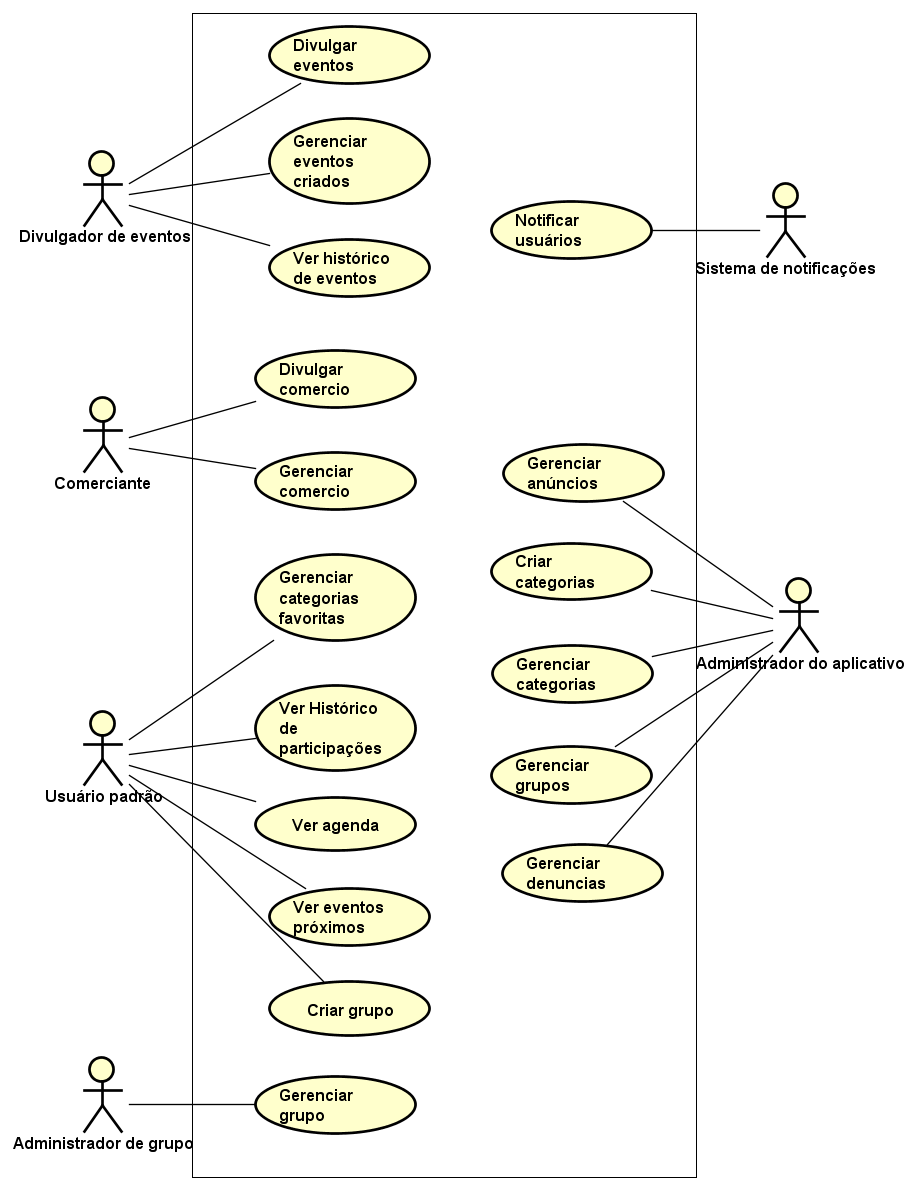 Divulgar
eventos
Gerenciar
eventos
criados
Divulgador de eventos
Ver histórico
de eventos
Notificar
usuários
Sistema de notificações
Divulgar
comercio
Comerciante
Gerenciar
comercio
Gerenciar
anúncios
Criar
categorias
Gerenciar
categorias
favoritas
Administrador do aplicativo
Gerenciar
categorias
Ver Histórico
de
participações
Usuário padrão
Gerenciar
grupos
Ver agenda
Gerenciar
denuncias
Ver eventos
próximos
Criar grupo
Gerenciar
grupo
Administrador de grupo